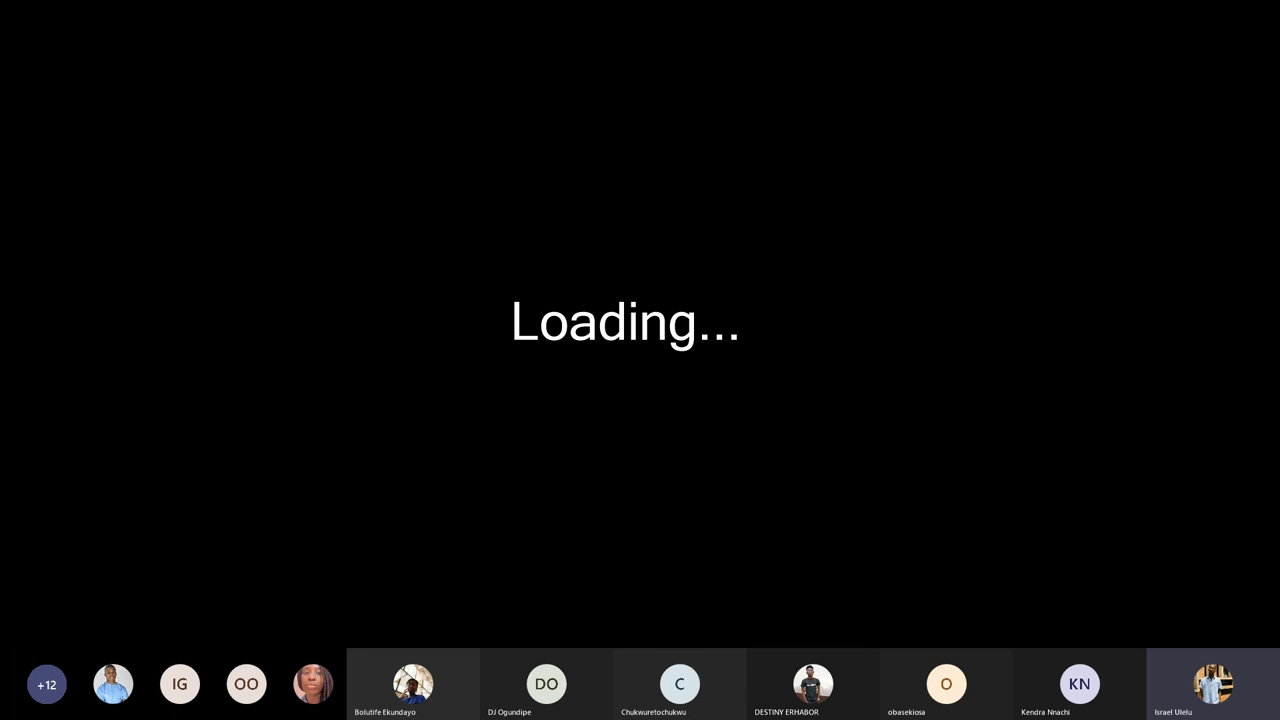 Loading...
+12
IG
OO
DO
C
O
KN
Bolutife Ekundayo
DJ Ogundipe
Chukwuretochukwu
DESTINY ERHABOR
obasekiosa
Kendra Nnachi
Israel Ulelu